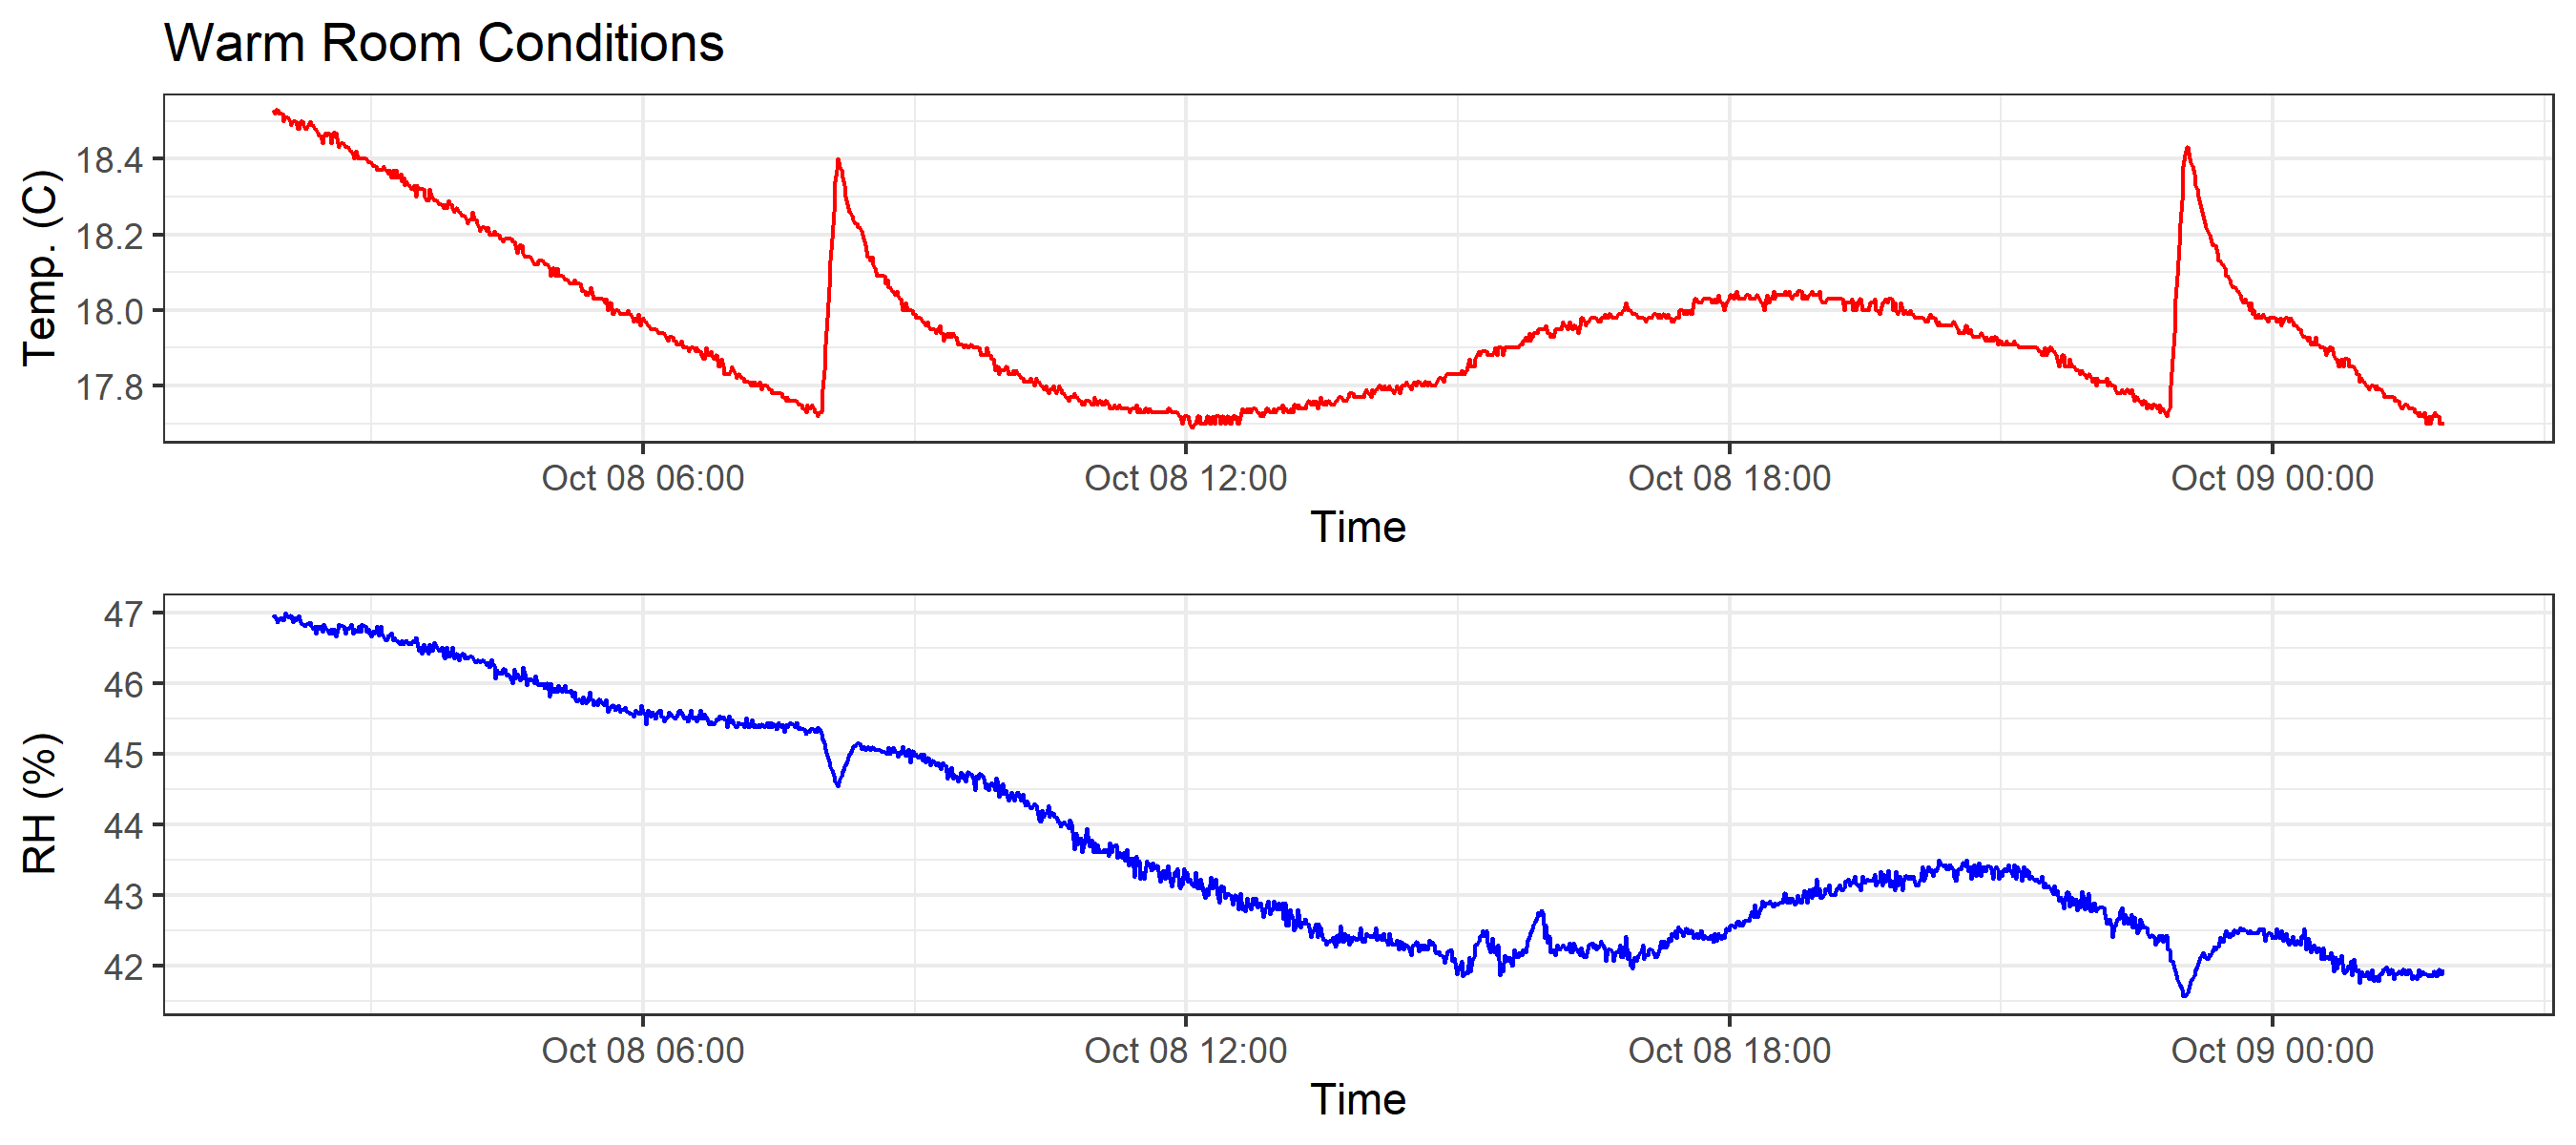 Warm Room Conditions
Temp. (C)
18.4
18.2
18.0
17.8
Oct 08 06:00 Oct 08 12:00 Oct 08 18:00 Oct 09 00:00
Time
RH (%)
47
46
45
44
43
42
Oct 08 06:00 Oct 08 12:00 Oct 08 18:00 Oct 09 00:00
Time